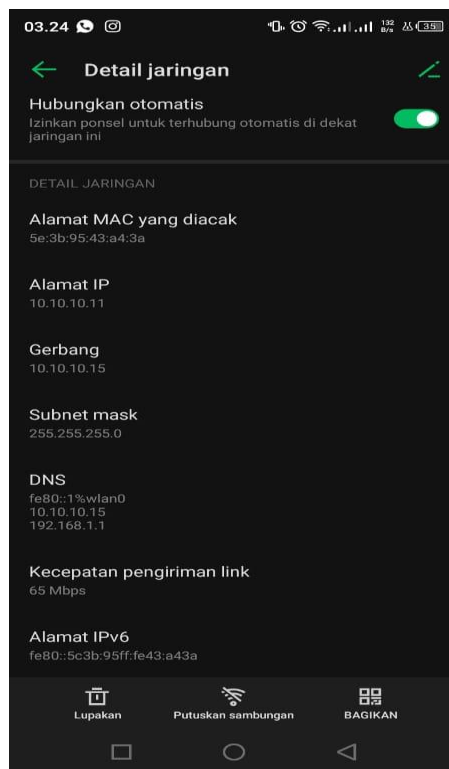 03.24
132
B/s
35
Detail jaringan
Hubungkan otomatis
Izinkan ponsel untuk terhubung otomatis di dekat
jaringan ini
DETAIL JARINGAN
Alamat MAC yang diacak
5e:3b:95:43:a4:3a
Alamat IP
10.10.10.11
Gerbang
10.10.10.15
Subnet mask
255.255.255.0
DNS
fe80::1%wlan0
10.10.10.15
192.168.1.1
Kecepatan pengiriman link
65 Mbps
Alamat IPv6
fe80::5c3b:95ff:fe43:a43a
Lupakan
Putuskan sambungan
BAGIKAN